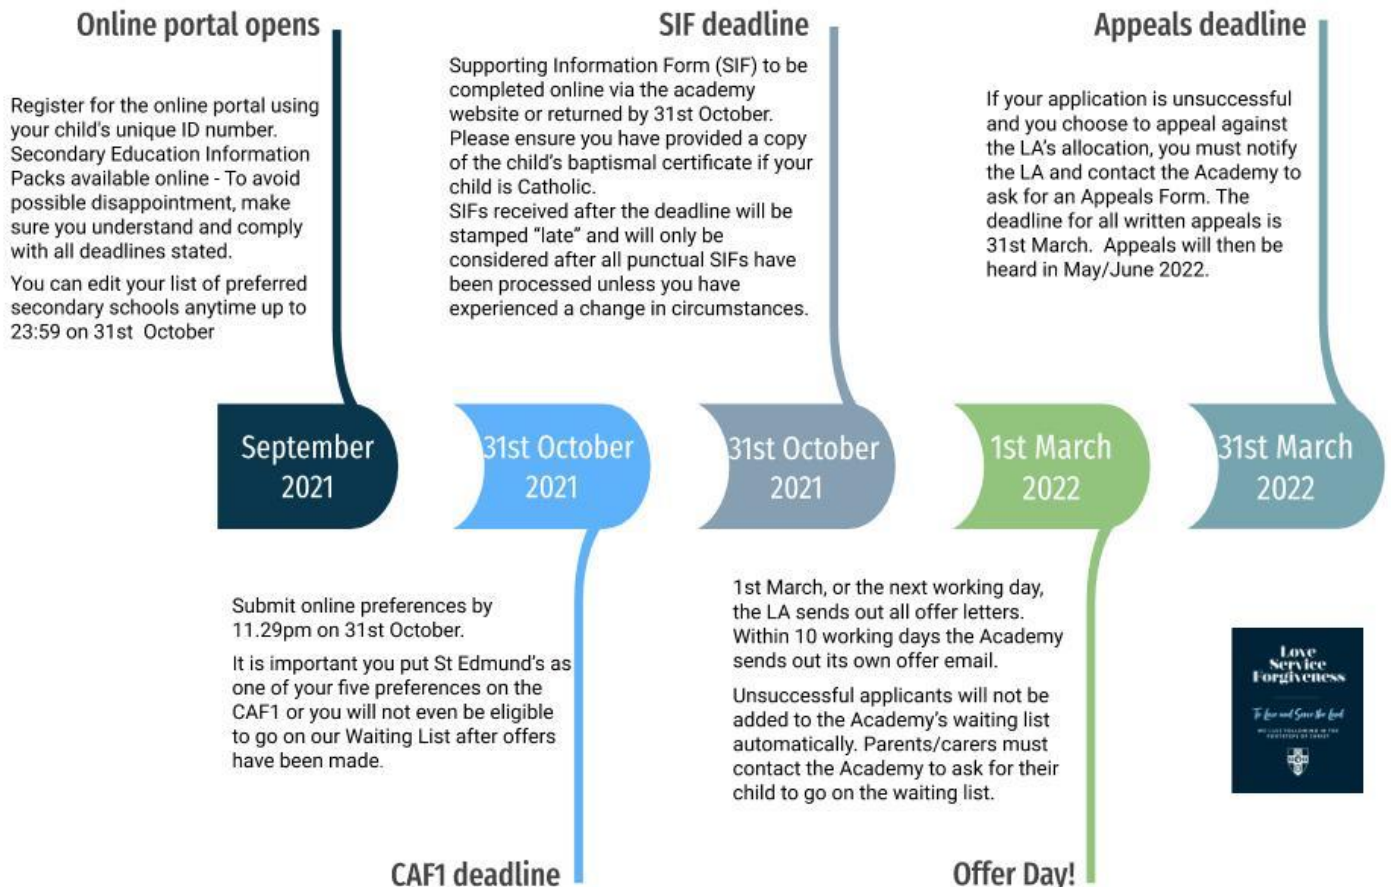 Online portal opens
Register for the online portal using
your child's unique ID number.
Secondary Education Information
Packs available online - To avoid
possible disappointment, make
sure you understand and comply
with all deadlines stated.
You can edit your list of preferred
secondary schools anytime up to
23:59 on 31st October
SIF deadline
Supporting Information Form (SIF) to be
completed online via the academy
website or returned by 31st October.
Please ensure you have provided a copy
of the child's baptismal certificate if your
child is Catholic.
SIFs received after the deadline will be
stamped “late” and will only be
considered after all punctual SIFs have
been processed unless you have
experienced a change in circumstances.
Appeals deadline
If your application is unsuccessful
and you choose to appeal against
the LA's allocation, you must notify
the LA and contact the Academy to
ask for an Appeals Form. The
deadline for all written appeals is
31st March. Appeals will then be
heard in May/June 2022.
September
2021
31st October
2021
31st October
2021
1st March
2022
31st March
2022
Submit online preferences by
11.29pm on 31st October.
It is important you put St Edmund's as
one of your five preferences on the
CAF1 or you will not even be eligible
to go on our Waiting List after offers
have been made.
CAF1 deadline
1st March, or the next working day,
the LA sends out all offer letters.
Within 10 working days the Academy
sends out its own offer email.
Unsuccessful applicants will not be
added to the Academy's waiting list
automatically. Parents/carers must
contact the Academy to ask for their
child to go on the waiting list.
Offer Day!
Love
Service
Forgiveness
To Love and Serve the Lord
FOLLOWING IN THE
FOOTSTEPS OF CHRIST